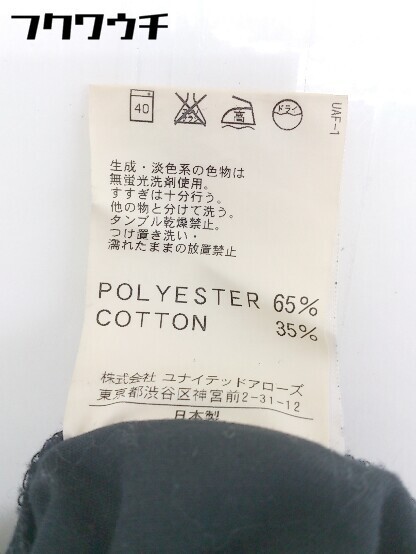 フクワウチ
40
高
ドライ
UAF-1
生成・淡色系の色物は
無蛍光洗剤使用。
すすぎは十分行う。
他の物と分けて洗う。
タンブル乾燥禁止。
つけ置き洗い・
濡れたままの放置禁止
POLYESTER 65%
COTTON 35%
株式会社 ユナイテッドアローズ
東京都渋谷区神宮前2-31-12
日本製